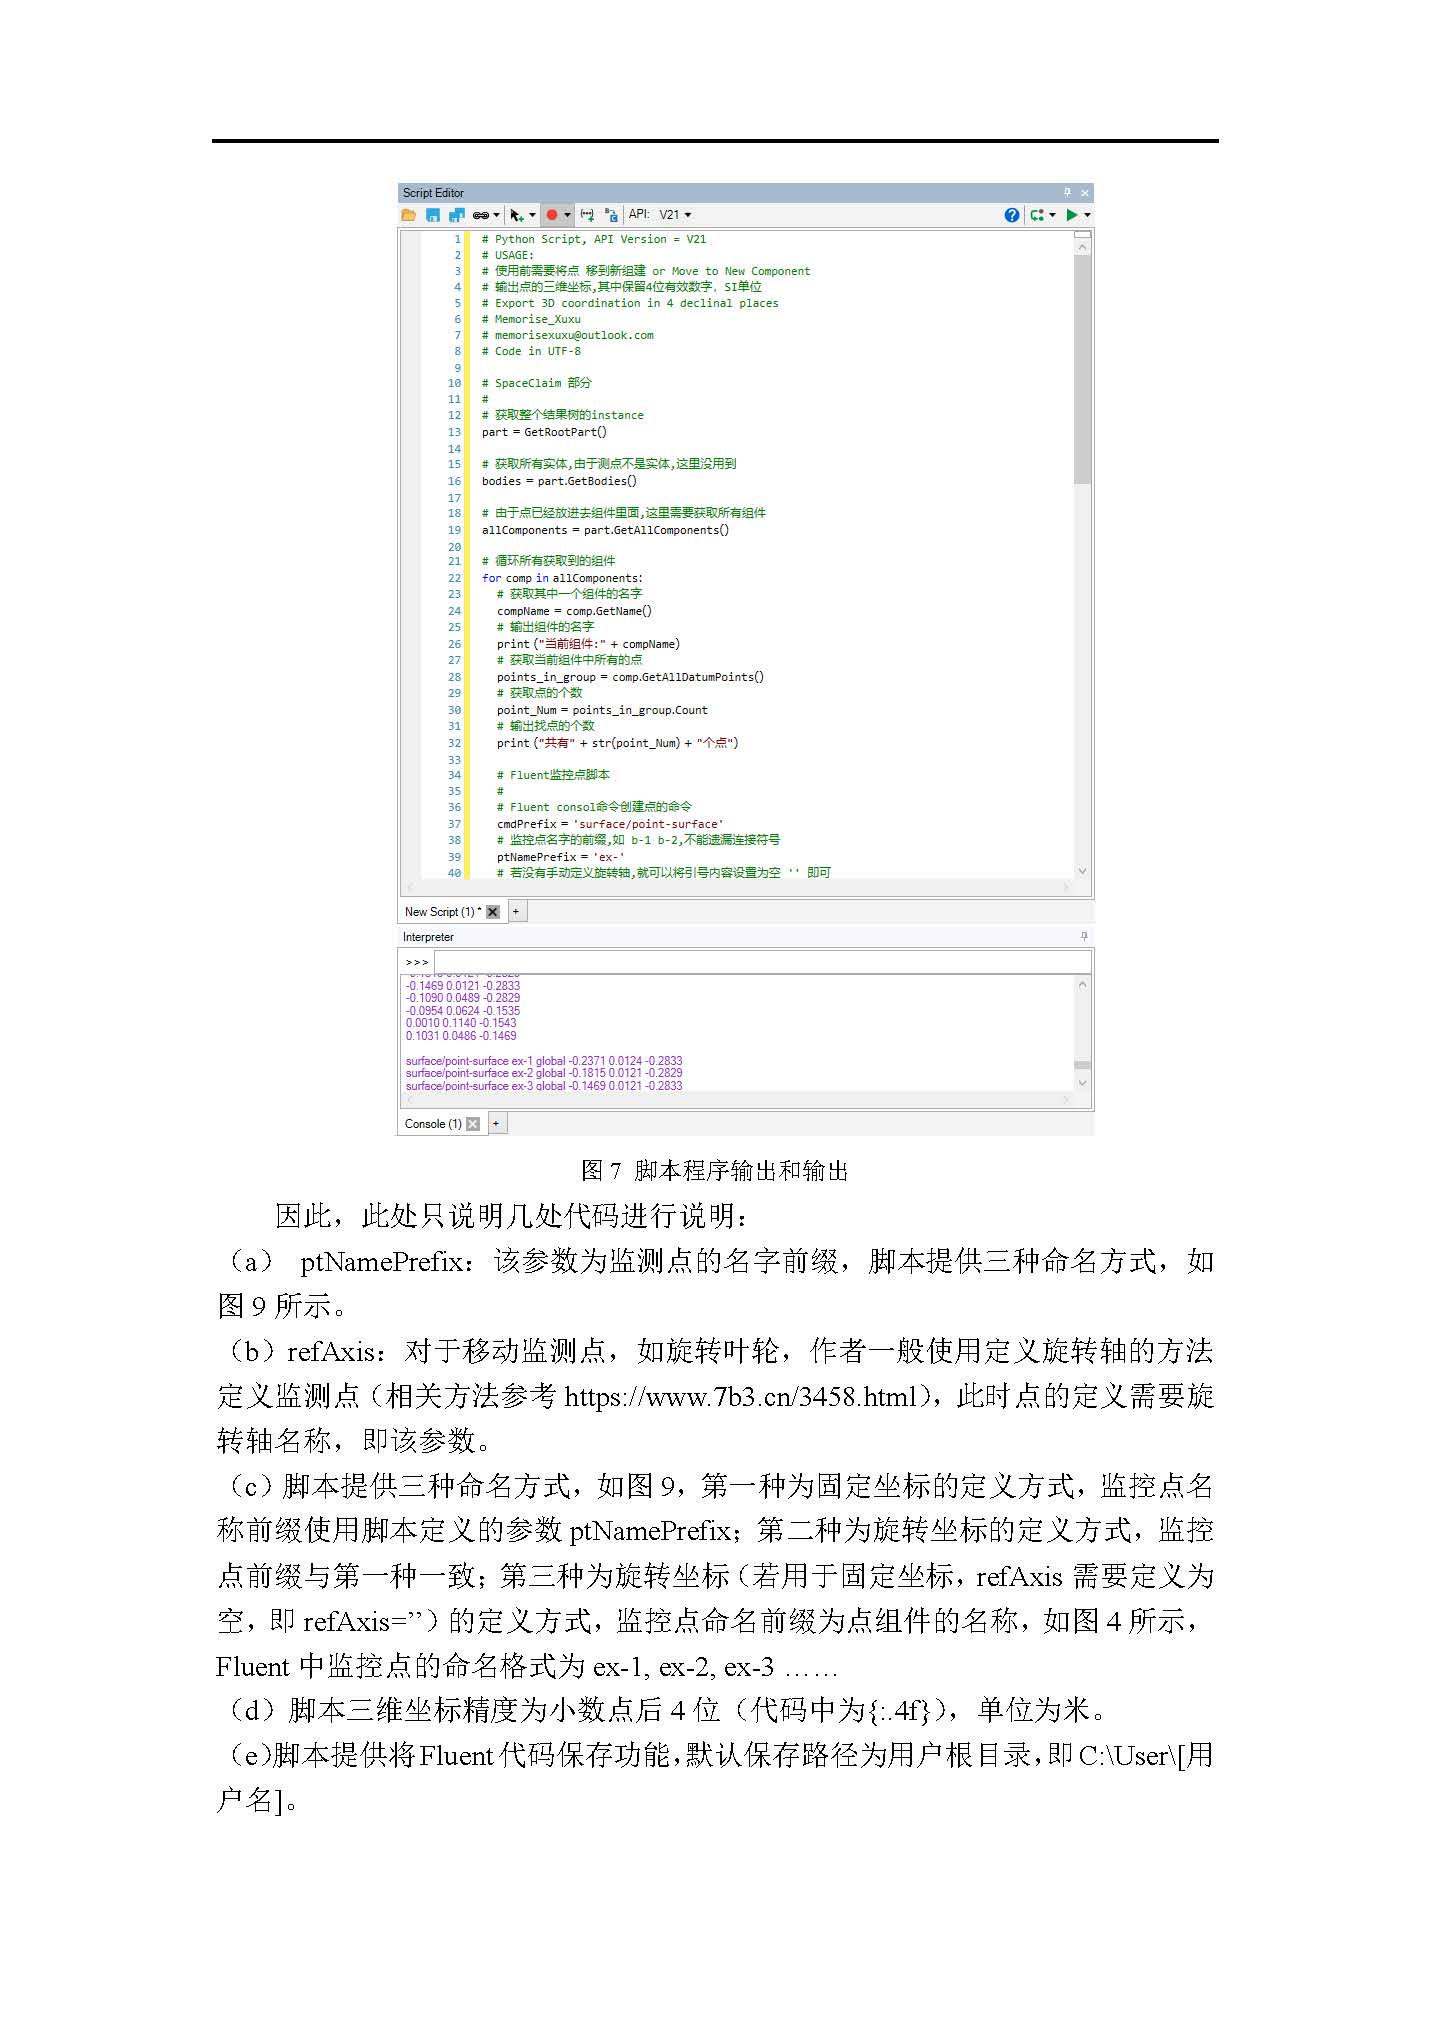 Script Editor
API: V21
1 # Python Script, API Version = V21
2 # USAGE:
3 # 使用前需要将点 移到新组建 or Move to New Component
4 # 输出点的三维坐标,其中保留4位有效数字, SI单位
5 # Export 3D coordination in 4 declinal places
6 # Memorise_Xuxu
7 # memorisexuxu@outlook.com
8 # Code in UTF-8
9
10 # SpaceClaim 部分
11 #
12 # 获取整个结果树的instance
13 part = GetRootPart()
14
15 # 获取所有实体,由于测点不是实体,这里没用到
16 bodies = part.GetBodies()
17
18 # 由于点已经放进去组件里面,这里需要获取所有组件
19 allComponents = part.GetAllComponents()
20
21 # 循环所有获取到的组件
22 for comp in allComponents:
23 # 获取其中一个组件的名字
24 compName = comp.GetName()
25 # 输出组件的名字
26 print ("当前组件:" + compName)
27 # 获取当前组件中所有的点
28 points_in_group = comp.GetAllDatumPoints()
29 # 获取点的个数
30 point_Num = points_in_group.Count
31 # 输出找点的个数
32 print ("共有" + str(point_Num) + "个点")
33
34 # Fluent监控点脚本
35 #
36 # Fluent consol命令创建点的命令
37 cmdPrefix = 'surface/point-surface'
38 # 监控点名字的前缀,如 b-1 b-2,不能遗漏连接符号
39 ptNamePrefix = 'ex-'
40 # 若没有手动定义旋转轴,就可以将引号内容设置为空 '' 即可
New Script (1) *
+
Interpreter
>>>
-0.1469 0.0121 -0.2833
-0.1090 0.0489 -0.2829
-0.0954 0.0624 -0.1535
0.0010 0.1140 -0.1543
0.1031 0.0486 -0.1469
surface/point-surface ex-1 global -0.2371 0.0124 -0.2833
surface/point-surface ex-2 global -0.1815 0.0121 -0.2829
surface/point-surface ex-3 global -0.1469 0.0121 -0.2833
Console (1)
+
图 7 脚本程序输出和输出
因此，此处只说明几处代码进行说明：
（a） ptNamePrefix：该参数为监测点的名字前缀，脚本提供三种命名方式，如
图 9 所示。
（b）refAxis：对于移动监测点，如旋转叶轮，作者一般使用定义旋转轴的方法
定义监测点（相关方法参考 https://www.7b3.cn/3458.html），此时点的定义需要旋
转轴名称，即该参数。
（c）脚本提供三种命名方式，如图 9，第一种为固定坐标的定义方式，监控点名
称前缀使用脚本定义的参数 ptNamePrefix；第二种为旋转坐标的定义方式，监控
点前缀与第一种一致；第三种为旋转坐标（若用于固定坐标，refAxis 需要定义为
空，即 refAxis=’’）的定义方式，监控点命名前缀为点组件的名称，如图 4 所示，
Fluent 中监控点的命名格式为 ex-1, ex-2, ex-3 ……
（d）脚本三维坐标精度为小数点后 4 位（代码中为{:.4f}），单位为米。
（e）脚本提供将 Fluent 代码保存功能，默认保存路径为用户根目录，即 C:\User\[用
户名]。